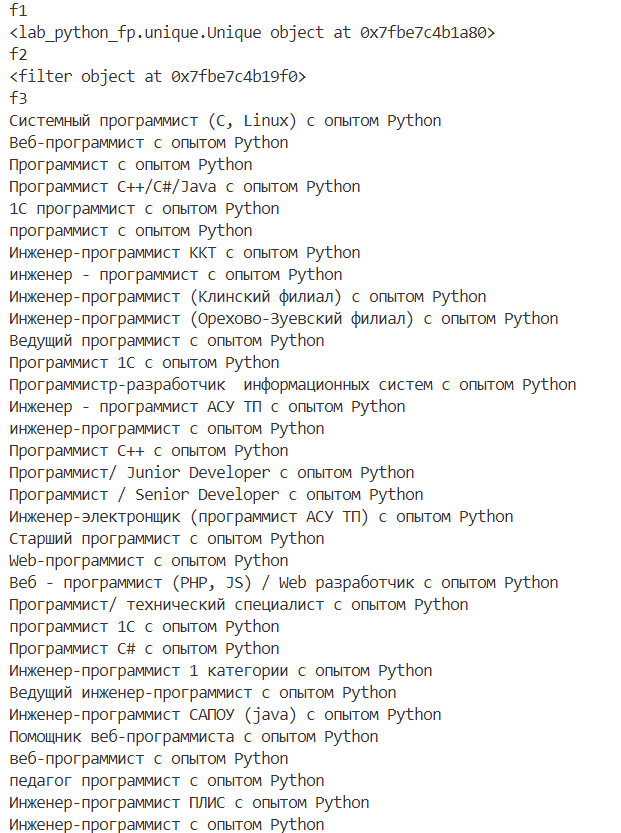 f1
<lab_python_fp.unique.Unique object at 0x7fbe7c4b1a80>
f2
<filter object at 0x7fbe7c4b19f0>
f3
Системный программист (C, Linux) с опытом Python
Веб-программист с опытом Python
Программист с опытом Python
Программист C++/C#/Java с опытом Python
1С программист с опытом Python
программист с опытом Python
Инженер-программист ККТ с опытом Python
инженер - программист с опытом Python
Инженер-программист (Клинский филиал) с опытом Python
Инженер-программист (Орехово-Зуевский филиал) с опытом Python
Ведущий программист с опытом Python
Программист 1С с опытом Python
Программистр-разработчик  информационных систем с опытом Python
Инженер - программист АСУ ТП с опытом Python
инженер-программист с опытом Python
Программист C++ с опытом Python
Программист/ Junior Developer с опытом Python
Программист / Senior Developer с опытом Python
Инженер-электронщик (программист АСУ ТП) с опытом Python
Старший программист с опытом Python
Web-программист с опытом Python
Веб - программист (PHP, JS) / Web разработчик с опытом Python
Программист/ технический специалист с опытом Python
программист 1С с опытом Python
Программист C# с опытом Python
Инженер-программист 1 категории с опытом Python
Ведущий инженер-программист с опытом Python
Инженер-программист САПОУ (java) с опытом Python
Помощник веб-программиста с опытом Python
веб-программист с опытом Python
педагог программист с опытом Python
Инженер-программист ПЛИС с опытом Python
Инженер-программист с опытом Python